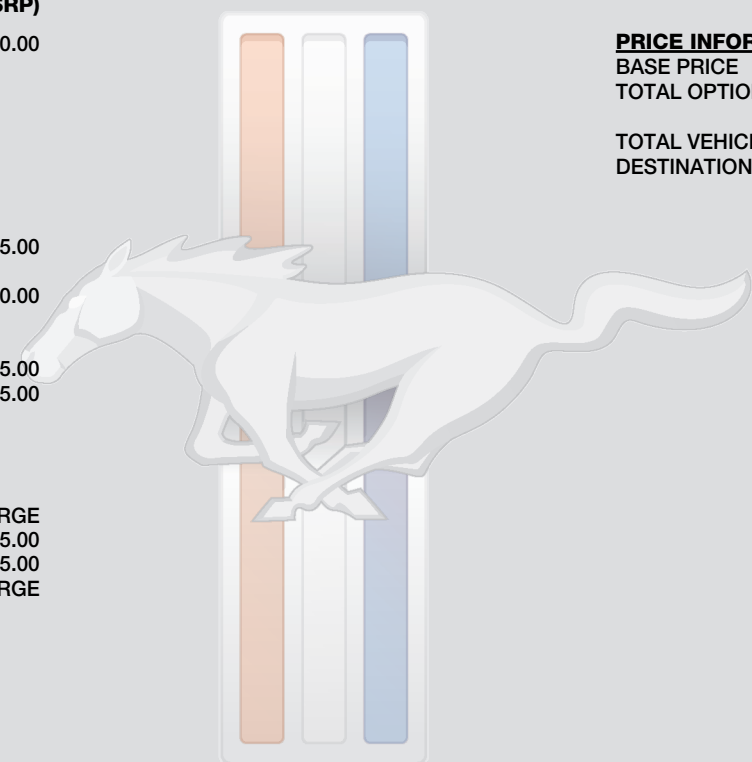 SRP)
0.00
5.00
0.00
5.00
5.00
RGE
5.00
5.00
RGE
PRICE INFOR
BASE PRICE
TOTAL OPTIO
TOTAL VEHICL
DESTINATION